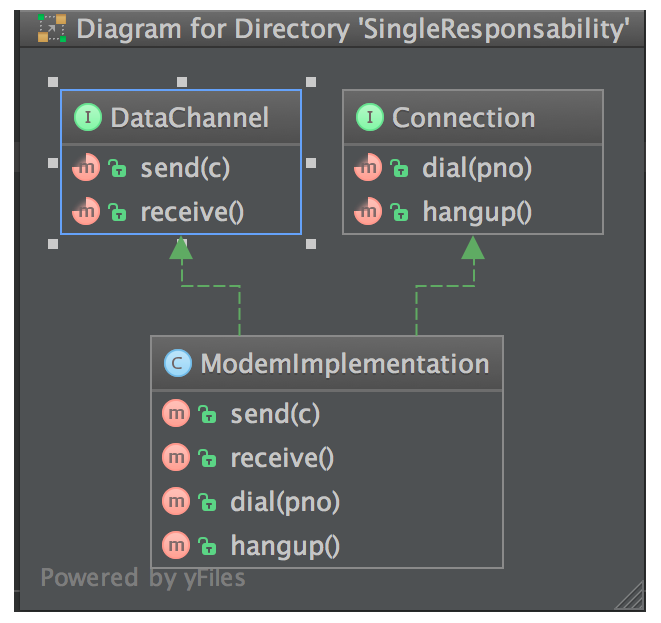 Diagram for Directory 'SingleResponsability'
I DataChannel
m send(c)
m receive()
I Connection
m dial(pno)
m hangup()
C ModemImplementation
m send(c)
m receive()
m dial(pno)
m hangup()
Powered by yFiles